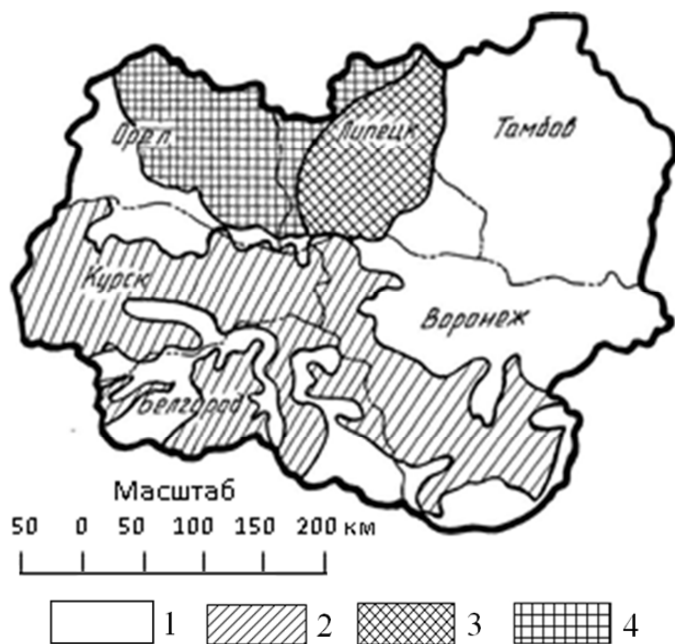 Орел
Липецк
Тамбов
Курск
Воронеж
Белгород
Масштаб
50 0 50 100 150 200 км
1 2 3 4